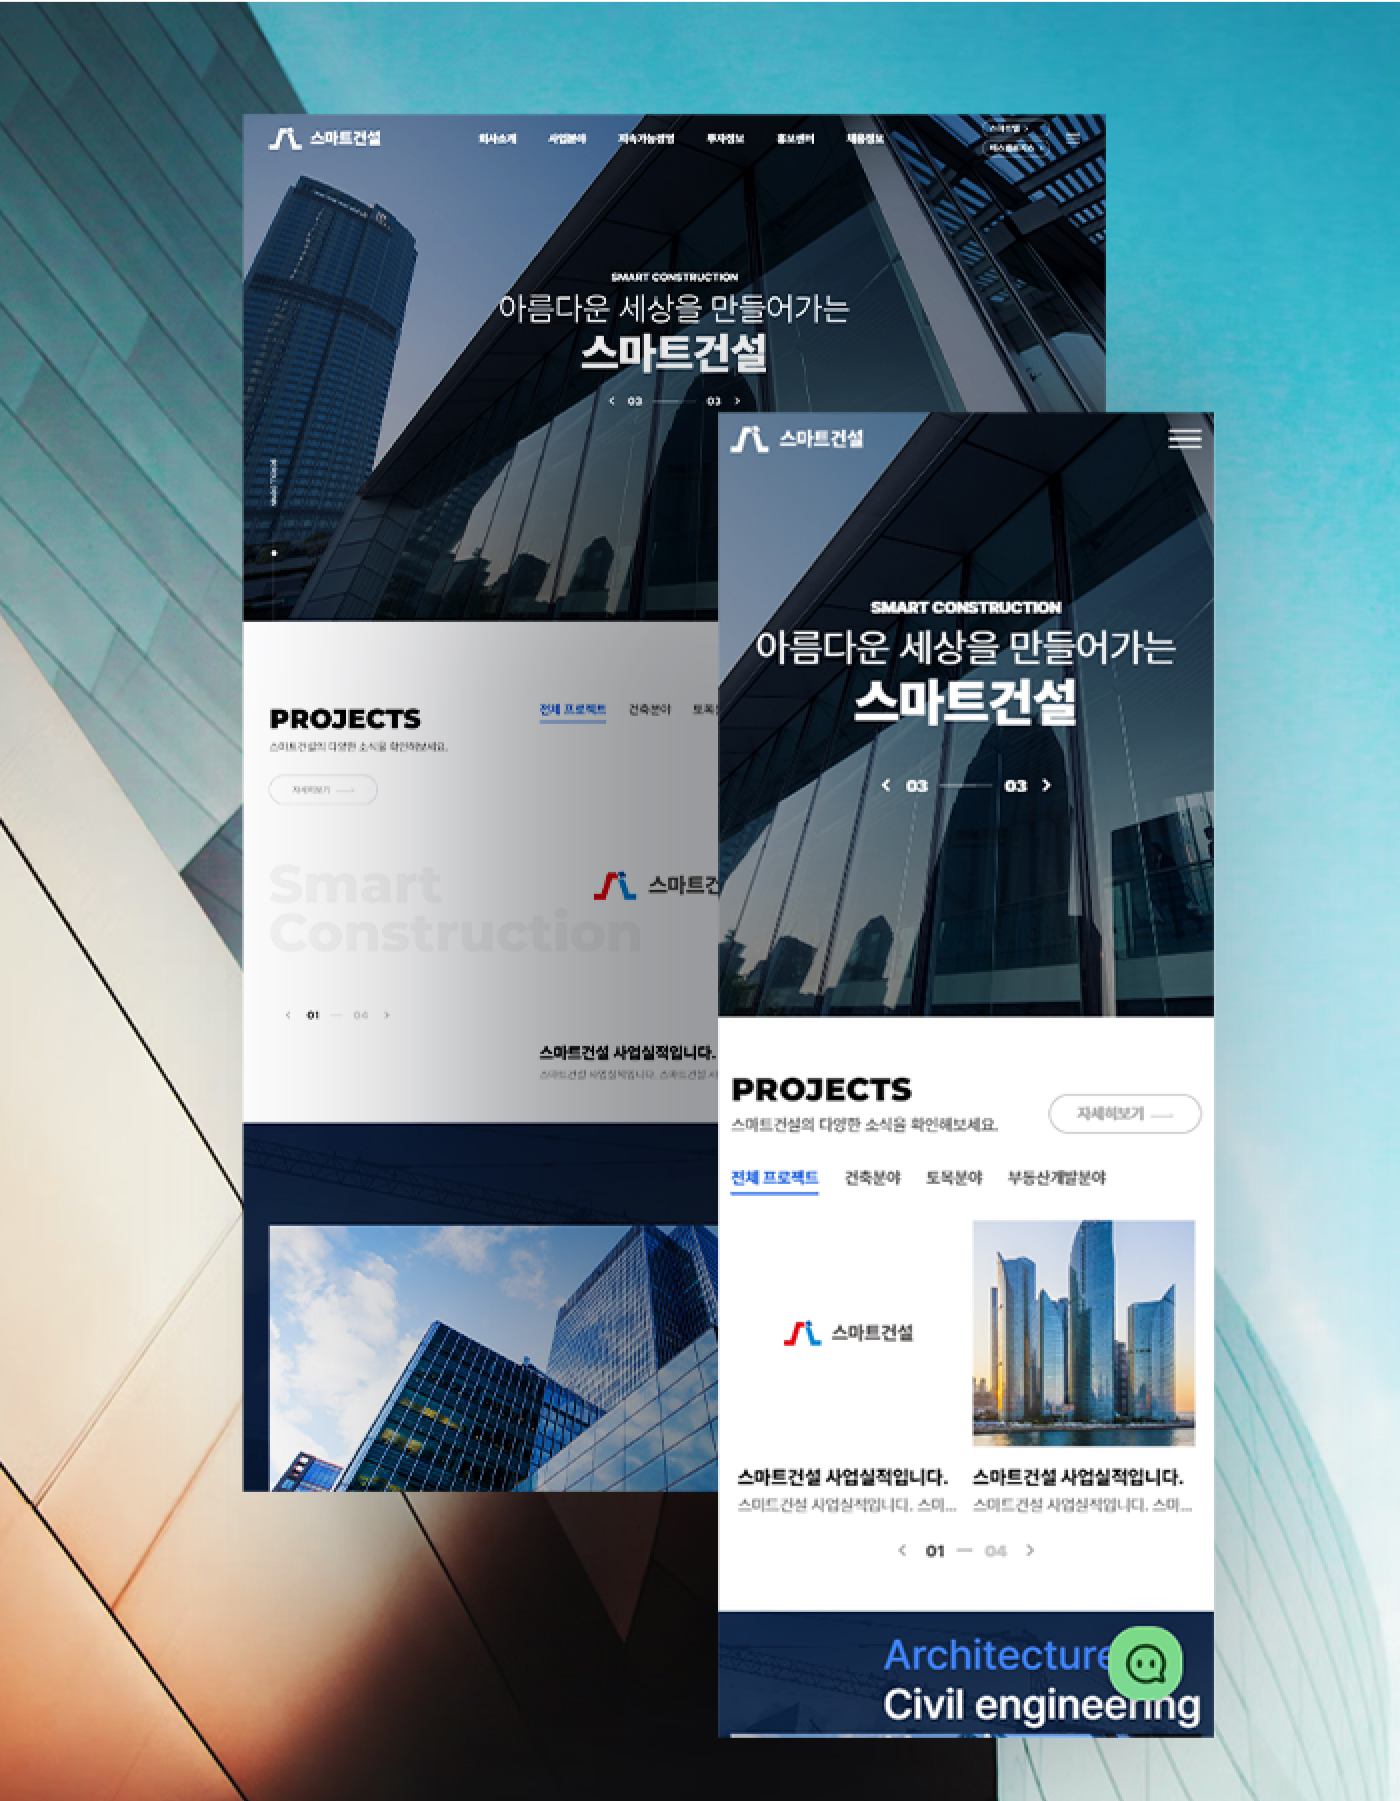 스마트건설
회사소개 사업분야 지속가능경영 투자정보 홍보센터 채용정보
SMART CONSTRUCTION
아름다운 세상을 만들어가는
스마트건설
03 03
PROJECTS
스마트건설의 다양한 소식을 확인해보세요.
자세히보기
전체 프로젝트 건축분야
Smart
Construction
01 04
스마트건설 사업실적입니다.
스마트건설 사업실적입니다. 스마트건설
스마트건설
SMART CONSTRUCTION
아름다운 세상을 만들어가는
스마트건설
03 03
PROJECTS
스마트건설의 다양한 소식을 확인해보세요.
자세히보기
전체 프로젝트 건축분야 토목분야 부동산개발분야
스마트건설
스마트건설 사업실적입니다.
스마트건설 사업실적입니다. 스미...
스마트건설 사업실적입니다.
스마트건설 사업실적입니다. 스미...
01 04
Architecture
Civil engineering